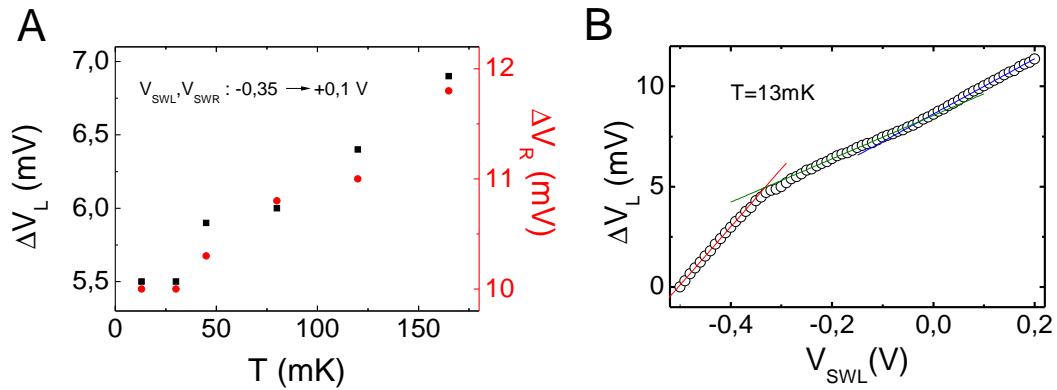 A
V_SWL,V_SWR : -0,35 → +0,1 V
7,0
6,5
6,0
5,5
ΔV_L (mV)
12
11
10
ΔV_R (mV)
0
50
100
150
T (mK)
B
T=13mK
10
5
0
ΔV_L (mV)
-0,4
-0,2
0,0
0,2
V_SWL(V)